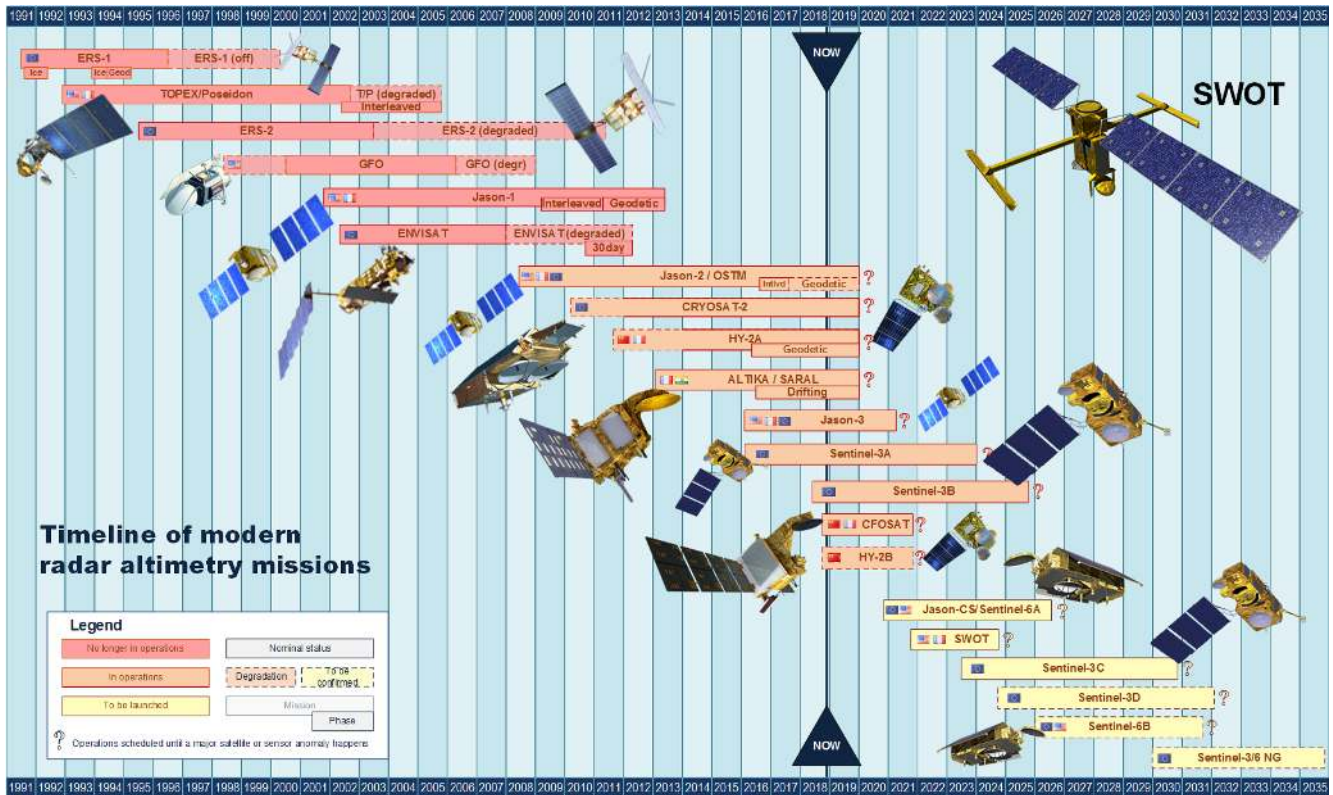 1991 1992 1993 1994 1995 1996 1997 1998 1999 2000 2001 2002 2003 2004 2005 2006 2007 2008 2009 2010 2011 2012 2013 2014 2015 2016 2017 2018 2019 2020 2021 2022 2023 2024 2025 2026 2027 2028 2029 2030 2031 2032 2033 2034 2035
NOW
SWOT
ERS-1 ERS-1 (off)
Ice Ice Geod
TOPEX/Poseidon T/P (degraded)
Interleaved
ERS-2 ERS-2 (degraded)
GFO GFO (degr)
Jason-1
Interleaved Geodetic
ENVISAT ENVISAT (degraded)
30day
Jason-2 / OSTM ?
Intlvd Geodetic
CRYOSAT-2 ?
HY-2A ?
Geodetic
ALTIKA / SARAL ?
Drifting
Jason-3 ?
Sentinel-3A ?
Sentinel-3B ?
CFOSAT ?
HY-2B ?
Jason-CS/Sentinel-6A ?
SWOT ?
Sentinel-3C ?
Sentinel-3D ?
Sentinel-6B ?
Sentinel-3/6 NG
NOW
Timeline of modern
radar altimetry missions
Legend
No longer in operations
In operations
To be launched
Nominal status
Degradation
To be
confirmed
Mission
Phase
? Operations scheduled until a major satellite or sensor anomaly happens
1991 1992 1993 1994 1995 1996 1997 1998 1999 2000 2001 2002 2003 2004 2005 2006 2007 2008 2009 2010 2011 2012 2013 2014 2015 2016 2017 2018 2019 2020 2021 2022 2023 2024 2025 2026 2027 2028 2029 2030 2031 2032 2033 2034 2035